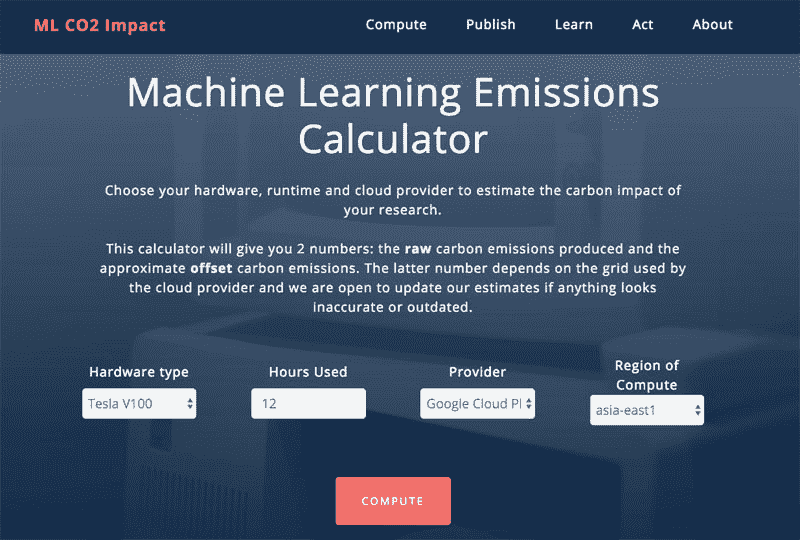 ML CO2 Impact
Compute Publish Learn Act About
Machine Learning Emissions
Calculator
Choose your hardware, runtime and cloud provider to estimate the carbon impact of
your research.
This calculator will give you 2 numbers: the raw carbon emissions produced and the
approximate offset carbon emissions. The latter number depends on the grid used by
the cloud provider and we are open to update our estimates if anything looks
inaccurate or outdated.
Hardware type
Tesla V100
Hours Used
12
Provider
Google Cloud Pl
Region of
Compute
asia-east1
COMPUTE